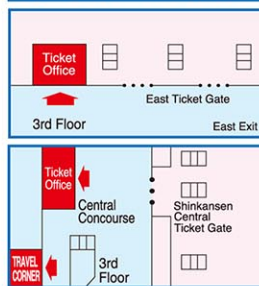 Ticket
Office
East Ticket Gate
3rd Floor
East Exit
Ticket
Office
Central
Concourse
Shinkansen
Central
Ticket Gate
TRAVEL
CORNER
3rd
Floor